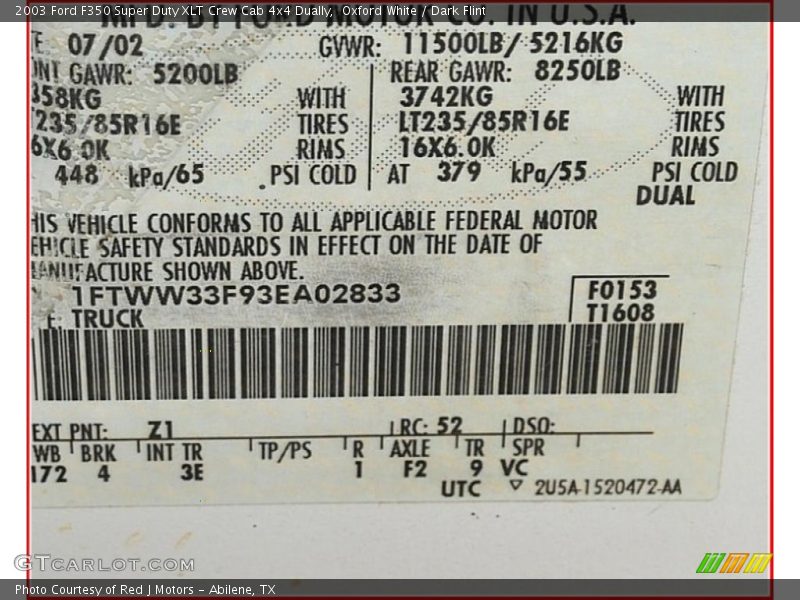 2003 Ford F350 Super Duty XLT Crew Cab 4x4 Dually, Oxford White / Dark Flint
MFD. BY FORD MOTOR CO. IN U.S.A.
07/02 GVWR: 11500LB/ 5216KG
GAWR: 5200LB REAR GAWR: 8250LB
358KG WITH 3742KG WITH
235/85R16E TIRES LT235/85R16E TIRES
6X6.0K RIMS 16X6.0K RIMS
448 kPa/65 PSI COLD AT 379 kPa/55 PSI COLD
DUAL
HIS VEHICLE CONFORMS TO ALL APPLICABLE FEDERAL MOTOR
EHICLE SAFETY STANDARDS IN EFFECT ON THE DATE OF
MANUFACTURE SHOWN ABOVE.
1FTWW33F93EA02833 F0153
E: TRUCK T1608
EXT PNT: Z1 RC: 52 DSO:
WB BRK INT TR TP/PS R AXLE TR SPR
172 4 3E 1 F2 9 VC
UTC ▽ 2U5A-1520472-AA
GTCARLOT.COM
Photo Courtesy of Red J Motors – Abilene, TX